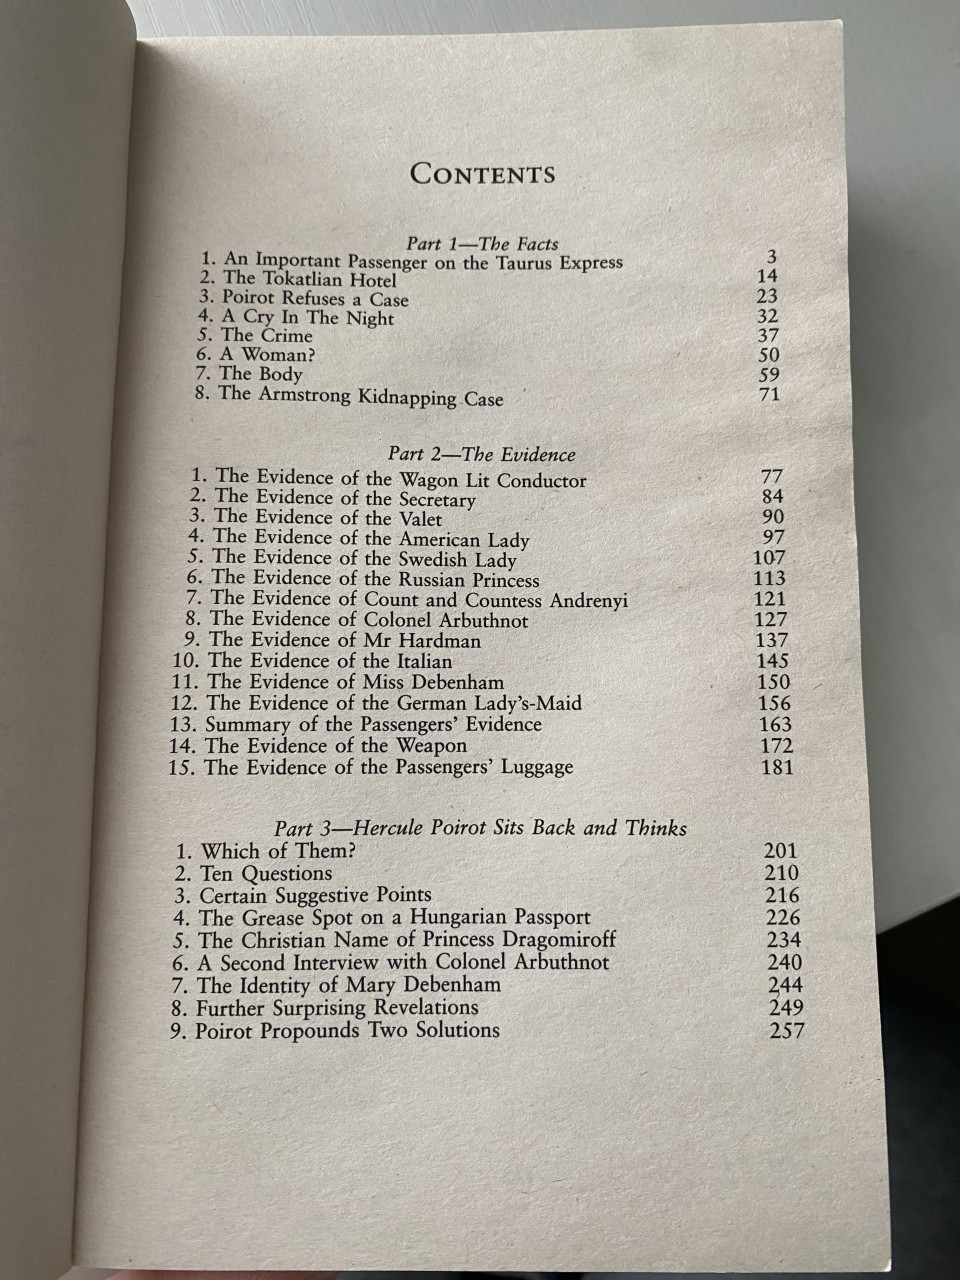 CONTENTS
Part 1—The Facts
1. An Important Passenger on the Taurus Express 3
2. The Tokatlian Hotel 14
3. Poirot Refuses a Case 23
4. A Cry In The Night 32
5. The Crime 37
6. A Woman? 50
7. The Body 59
8. The Armstrong Kidnapping Case 71
Part 2—The Evidence
1. The Evidence of the Wagon Lit Conductor 77
2. The Evidence of the Secretary 84
3. The Evidence of the Valet 90
4. The Evidence of the American Lady 97
5. The Evidence of the Swedish Lady 107
6. The Evidence of the Russian Princess 113
7. The Evidence of Count and Countess Andrenyi 121
8. The Evidence of Colonel Arbuthnot 127
9. The Evidence of Mr Hardman 137
10. The Evidence of the Italian 145
11. The Evidence of Miss Debenham 150
12. The Evidence of the German Lady's-Maid 156
13. Summary of the Passengers' Evidence 163
14. The Evidence of the Weapon 172
15. The Evidence of the Passengers' Luggage 181
Part 3—Hercule Poirot Sits Back and Thinks
1. Which of Them? 201
2. Ten Questions 210
3. Certain Suggestive Points 216
4. The Grease Spot on a Hungarian Passport 226
5. The Christian Name of Princess Dragomiroff 234
6. A Second Interview with Colonel Arbuthnot 240
7. The Identity of Mary Debenham 244
8. Further Surprising Revelations 249
9. Poirot Propounds Two Solutions 257